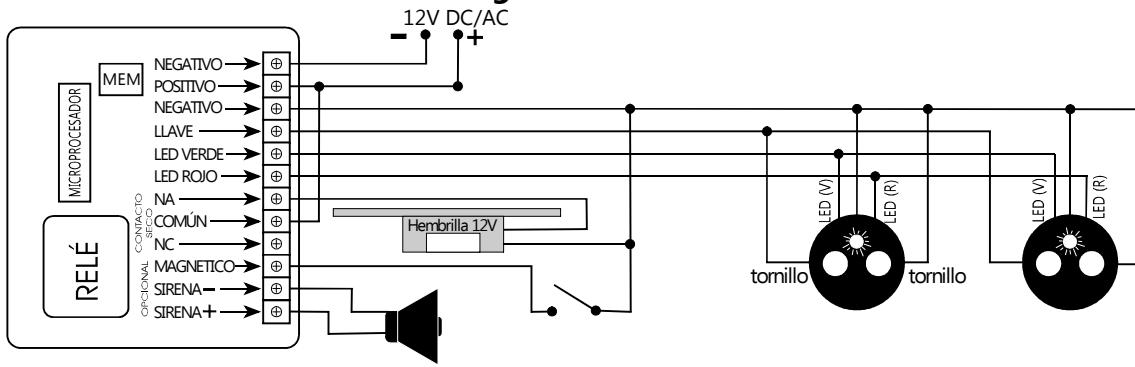 12V DC/AC
- +
MEM
MICROPROCESADOR
RELÉ
NEGATIVO
POSITIVO
NEGATIVO
LLAVE
LED VERDE
LED ROJO
NA
COMÚN
NC
CONTACTO
SECO
MAGNETICO
SIRENA-
SIRENA+
OPCIONAL
Hembrilla 12V
LED (V)
LED (R)
tornillo
tornillo
LED (V)
LED (R)